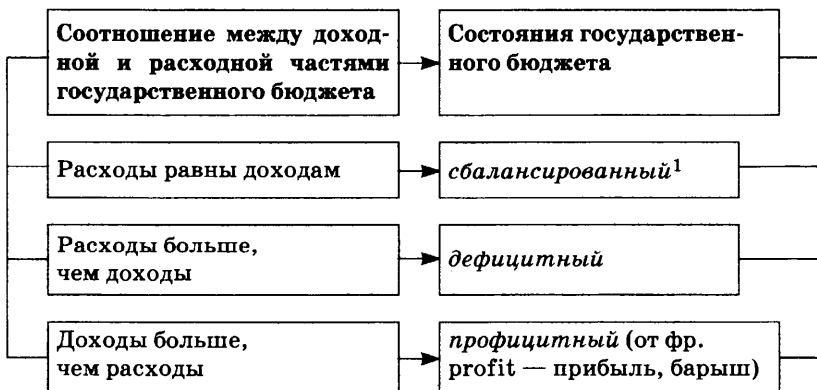 Соотношение между доход-
ной и расходной частями
государственного бюджета
Состояния государствен-
ного бюджета
Расходы равны доходам
сбалансированный¹
Расходы больше,
чем доходы
дефицитный
Доходы больше,
чем расходы
профицитный (от фр.
profit — прибыль, барыш)